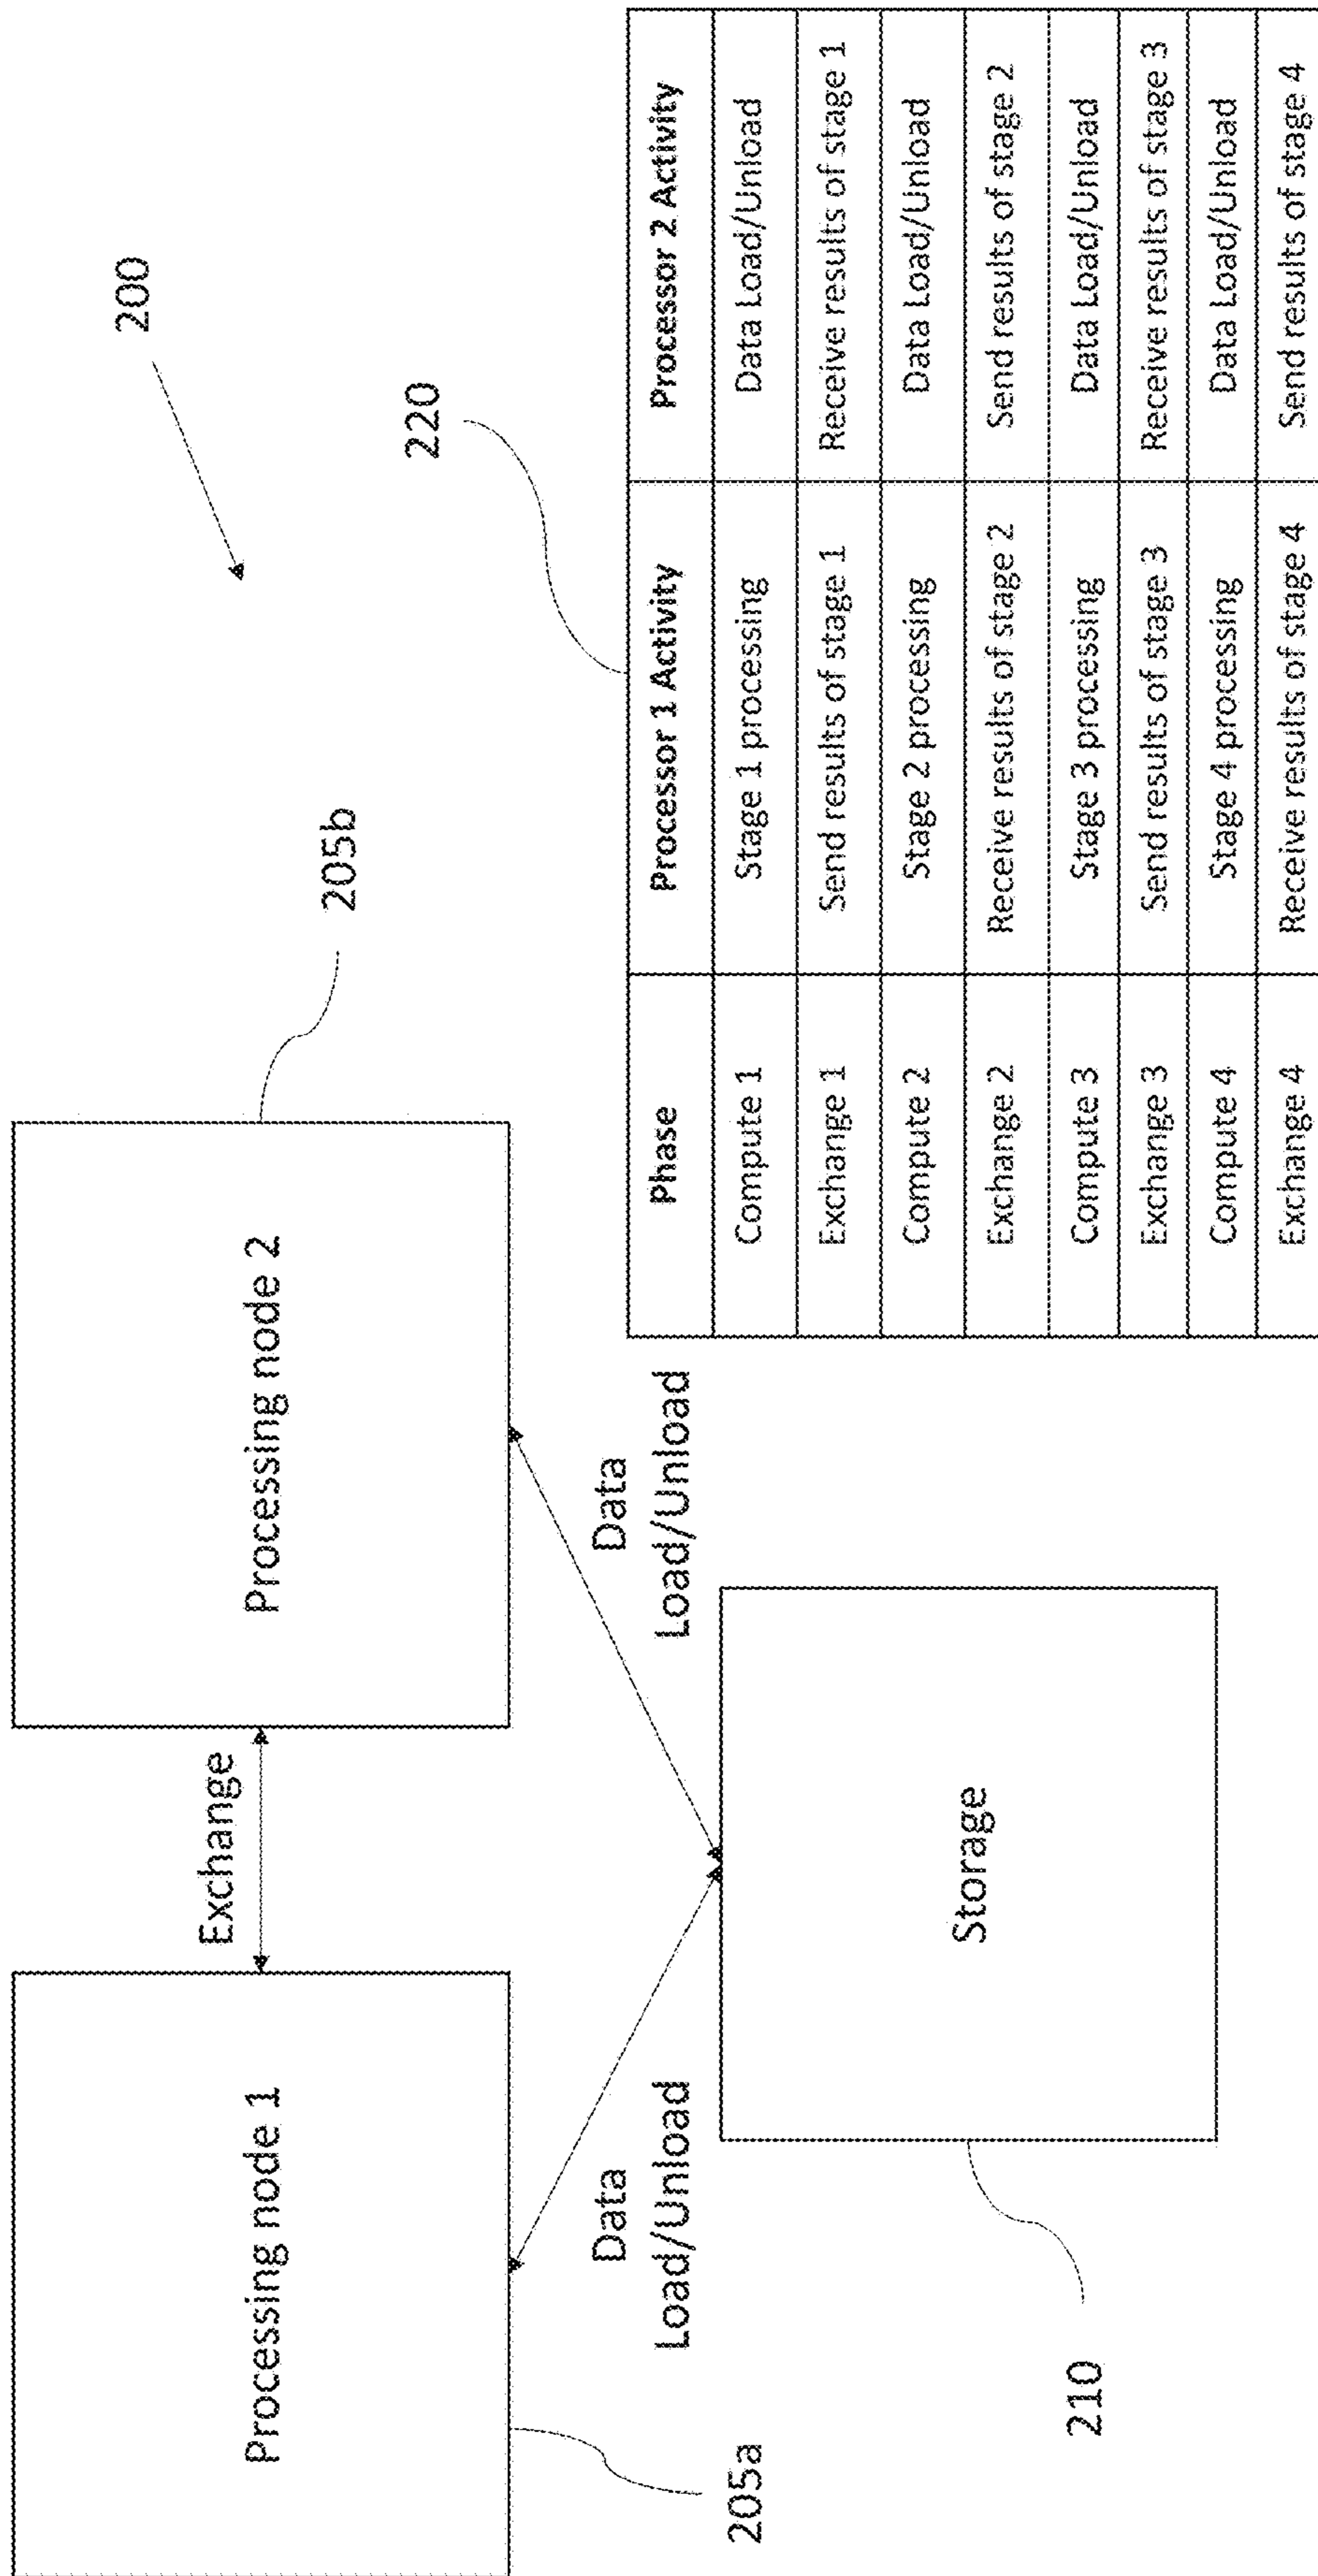 200
Processing node 1
Exchange
Processing node 2
205b
205a
Data
Load/Unload
Data
Load/Unload
220
Storage
210
Phase Processor 1 Activity Processor 2 Activity
Compute 1 Stage 1 processing Data Load/Unload
Exchange 1 Send results of stage 1 Receive results of stage 1
Compute 2 Stage 2 processing Data Load/Unload
Exchange 2 Receive results of stage 2 Send results of stage 2
Compute 3 Stage 3 processing Data Load/Unload
Exchange 3 Send results of stage 3 Receive results of stage 3
Compute 4 Stage 4 processing Data Load/Unload
Exchange 4 Receive results of stage 4 Send results of stage 4